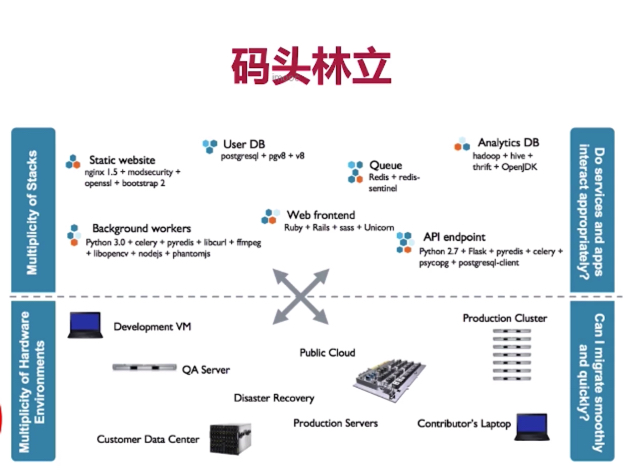 码头林立
Multiplicity of Stacks
Static website
nginx 1.5 + modsecurity +
openssl + bootstrap 2
User DB
postgresql + pgv8 + v8
Queue
Redis + redis-
sentinel
Analytics DB
hadoop + hive +
thrift + OpenJDK
Background workers
Python 3.0 + celery + pyredis + libcurl + ffmpeg
+ libopencv + nodejs + phantomjs
Web frontend
Ruby + Rails + sass + Unicorn
API endpoint
Python 2.7 + Flask + pyredis + celery +
psycopg + postgresql-client
Do services and apps
interact appropriately?
Multiplicity of Hardware
Environments
Development VM
QA Server
Public Cloud
Disaster Recovery
Production Servers
Customer Data Center
Production Cluster
Contributor's Laptop
Can I migrate smoothly
and quickly?